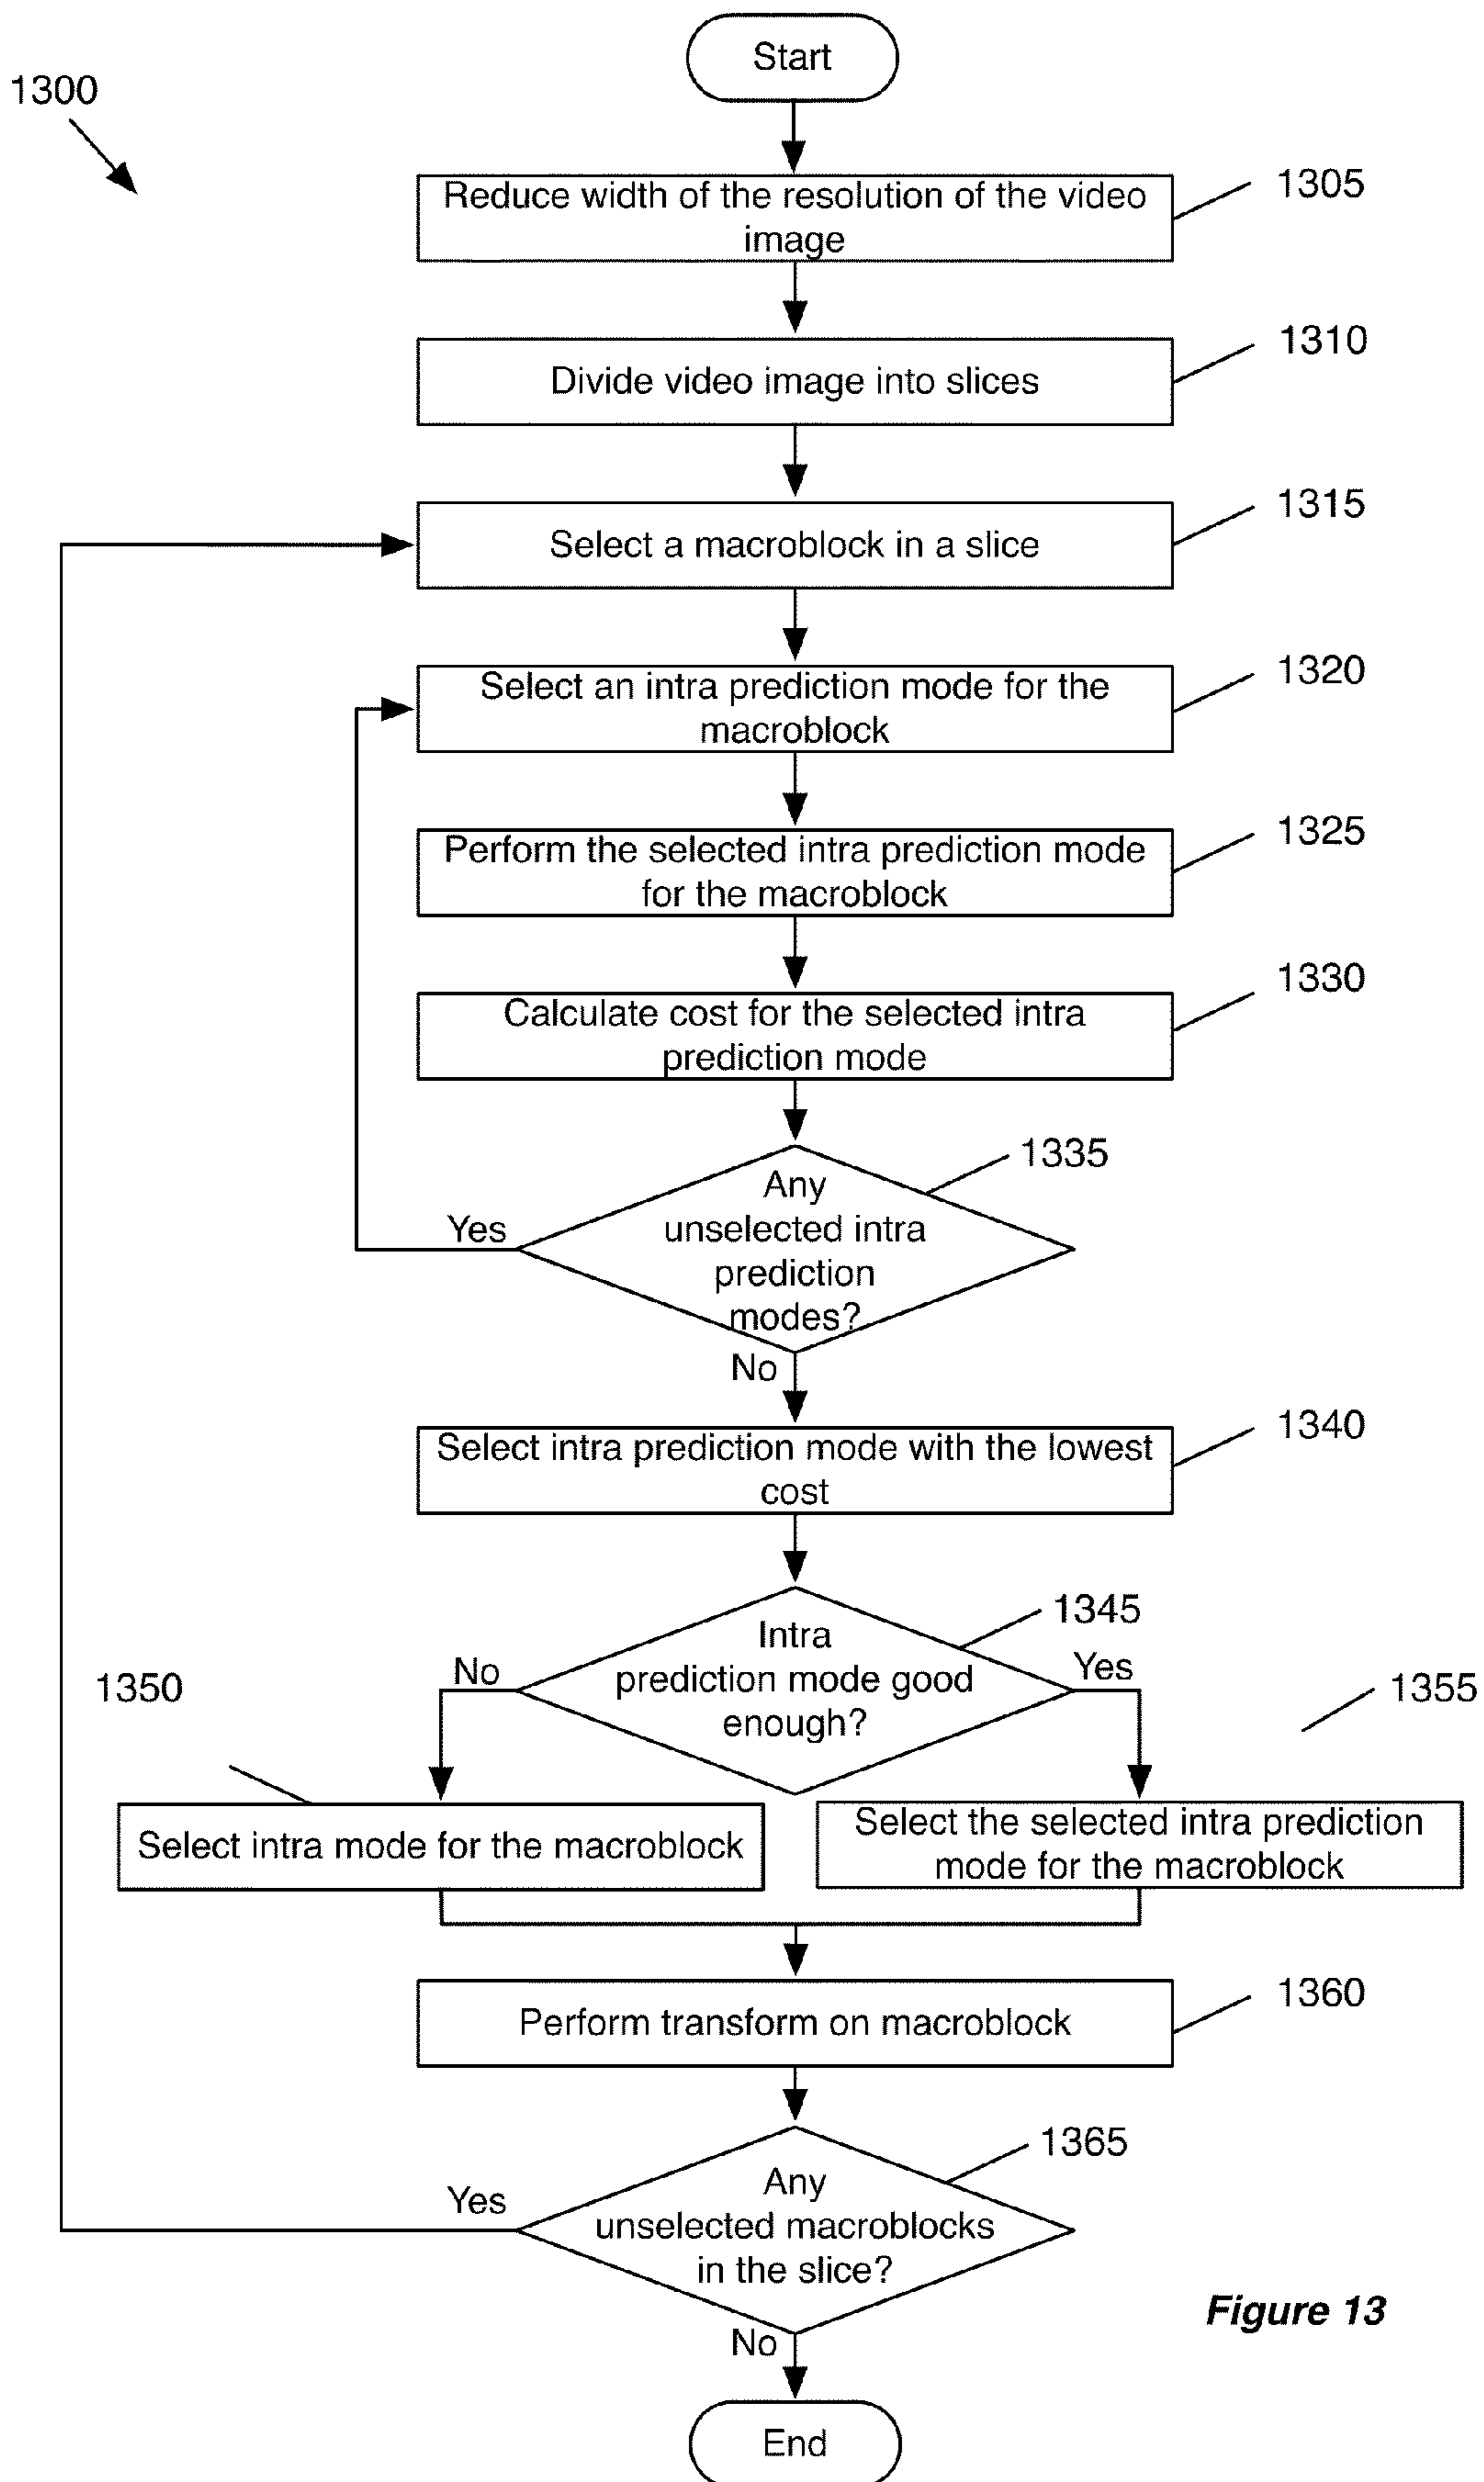 Start
1300
Reduce width of the resolution of the video
image
1305
Divide video image into slices
1310
Select a macroblock in a slice
1315
Select an intra prediction mode for the
macroblock
1320
Perform the selected intra prediction mode
for the macroblock
1325
Calculate cost for the selected intra
prediction mode
1330
Any
unselected intra
prediction
modes?
1335
Yes
No
Select intra prediction mode with the lowest
cost
1340
Intra
prediction mode good
enough?
1345
No
Yes
1350
1355
Select intra mode for the macroblock
Select the selected intra prediction
mode for the macroblock
Perform transform on macroblock
1360
Any
unselected macroblocks
in the slice?
1365
Yes
No
Figure 13
End